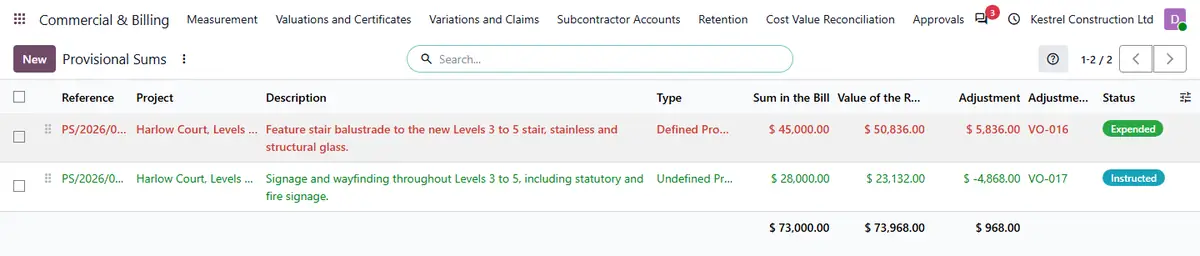 Commercial & Billing Measurement Valuations and Certificates Variations and Claims Subcontractor Accounts Retention Cost Value Reconciliation Approvals 3 Kestrel Construction Ltd D
New Provisional Sums Search... 1-2 / 2
Reference Project Description Type Sum in the Bill Value of the R... Adjustment Adjustme... Status
PS/2026/0... Harlow Court, Levels ... Feature stair balustrade to the new Levels 3 to 5 stair, stainless and Defined Pro... $ 45,000.00 $ 50,836.00 $ 5,836.00 VO-016 Expended
structural glass.
PS/2026/0... Harlow Court, Levels ... Signage and wayfinding throughout Levels 3 to 5, including statutory and Undefined Pr... $ 28,000.00 $ 23,132.00 $ -4,868.00 VO-017 Instructed
fire signage.
$ 73,000.00 $ 73,968.00 $ 968.00